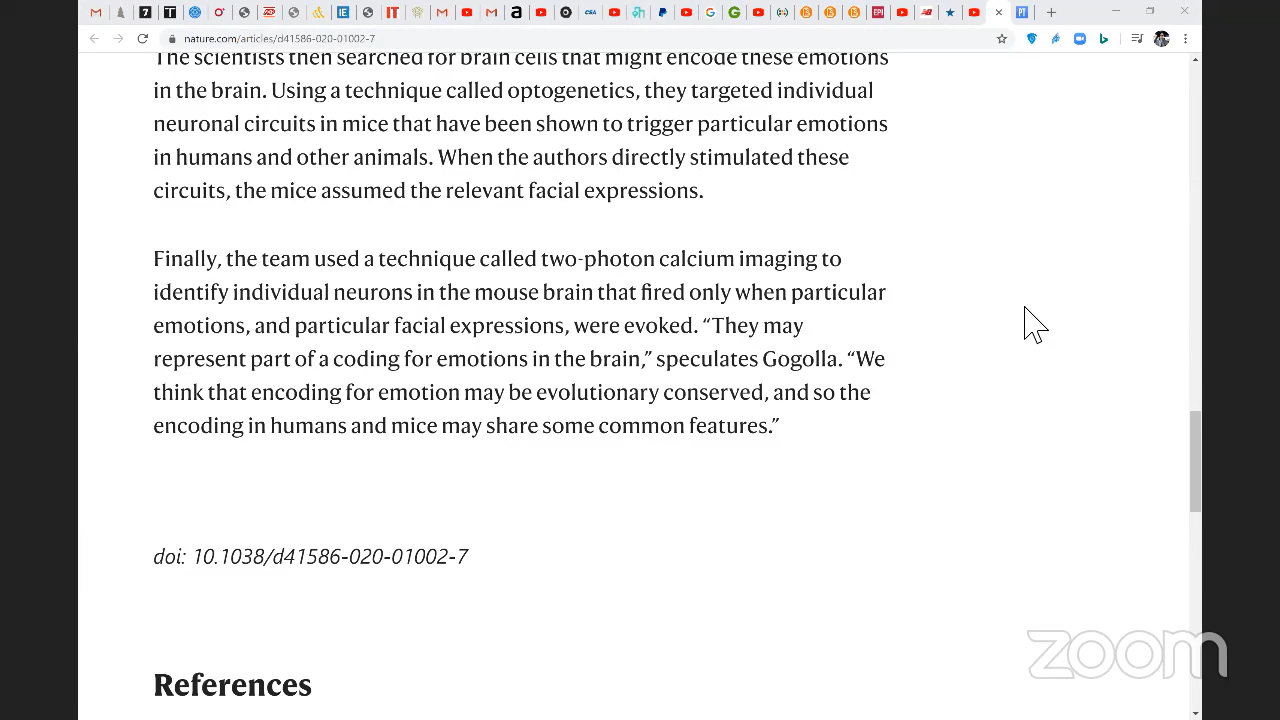 nature.com/articles/d41586-020-01002-7
The scientists then searched for brain cells that might encode these emotions
in the brain. Using a technique called optogenetics, they targeted individual
neuronal circuits in mice that have been shown to trigger particular emotions
in humans and other animals. When the authors directly stimulated these
circuits, the mice assumed the relevant facial expressions.
Finally, the team used a technique called two-photon calcium imaging to
identify individual neurons in the mouse brain that fired only when particular
emotions, and particular facial expressions, were evoked. “They may
represent part of a coding for emotions in the brain,” speculates Gogolla. “We
think that encoding for emotion may be evolutionary conserved, and so the
encoding in humans and mice may share some common features.”
doi: 10.1038/d41586-020-01002-7
zoom
References